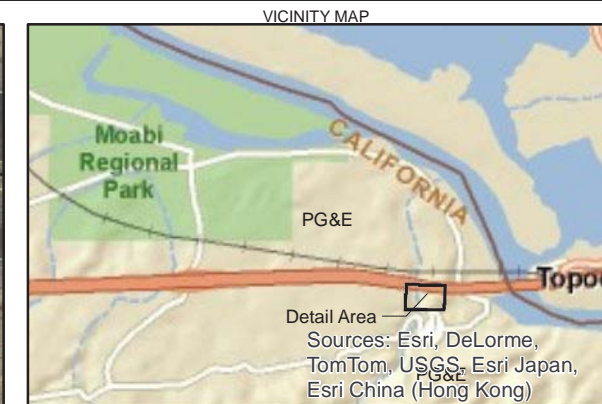 VICINITY MAP
Moabi
Regional
Park
CALIFORNIA
PG&E
Topo
Detail Area
Sources: Esri, DeLorme,
TomTom, USGS, Esri Japan,
PG&E
Esri China (Hong Kong)